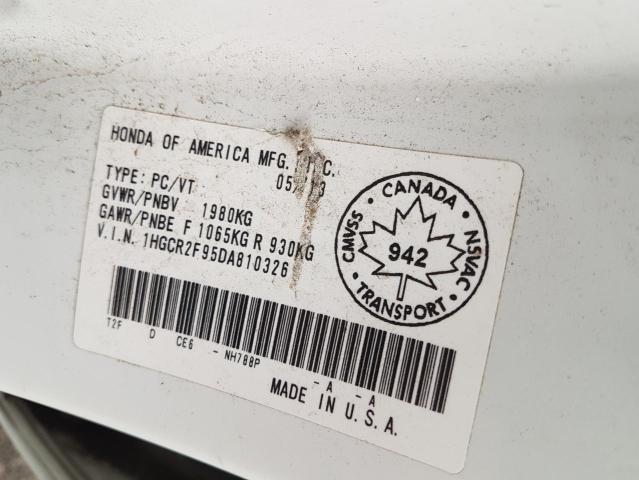 HONDA OF AMERICA MFG.
TYPE: PC/VT
GVWR/PNBV 1980KG
GAWR/PNBE F 1065KG R 930KG
V.I.N. 1HGCR2F95DA810326
CMVSS • CANADA • NSVAC
942
• TRANSPORT •
T2F D CE6 - NH788P - A - A
MADE IN U.S.A.